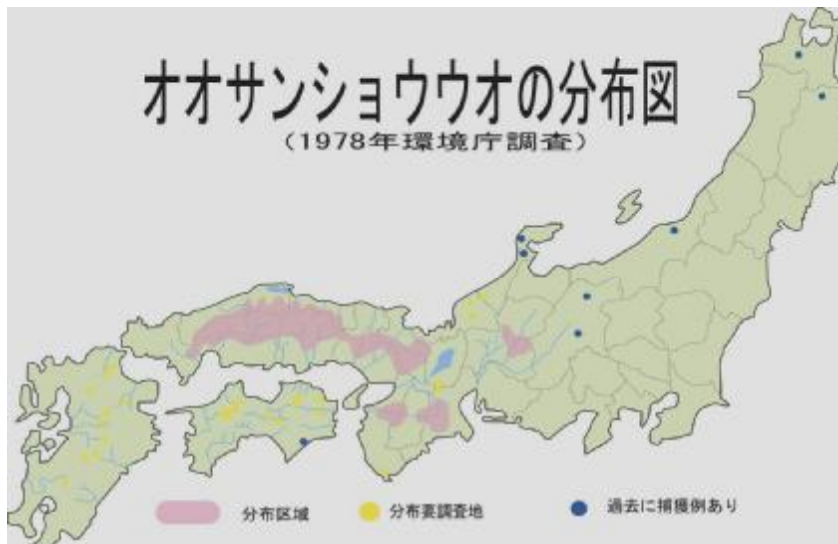 オオサンショウウオの分布図
（1978年環境庁調査）
分布区域
分布要調査地
過去に捕獲例あり